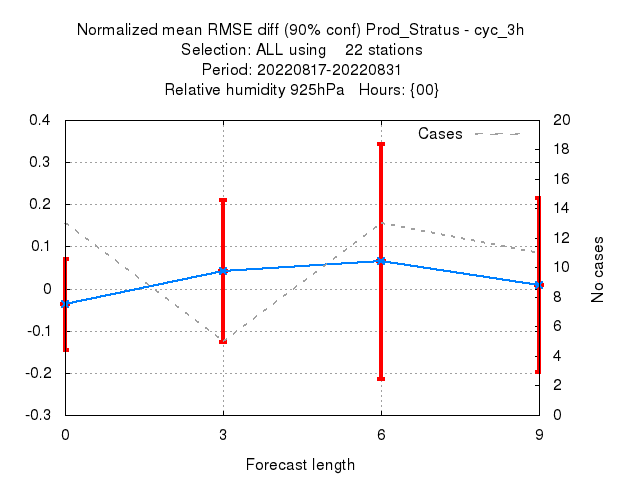 Normalized mean RMSE diff (90% conf) Prod_Stratus - cyc_3h
Selection: ALL using    22 stations
Period: 20220817-20220831
Relative humidity 925hPa   Hours: {00}
Cases
0.4
0.3
0.2
0.1
0
-0.1
-0.2
-0.3
20
18
16
14
12
10
8
6
4
2
0
No cases
0 3 6 9
Forecast length